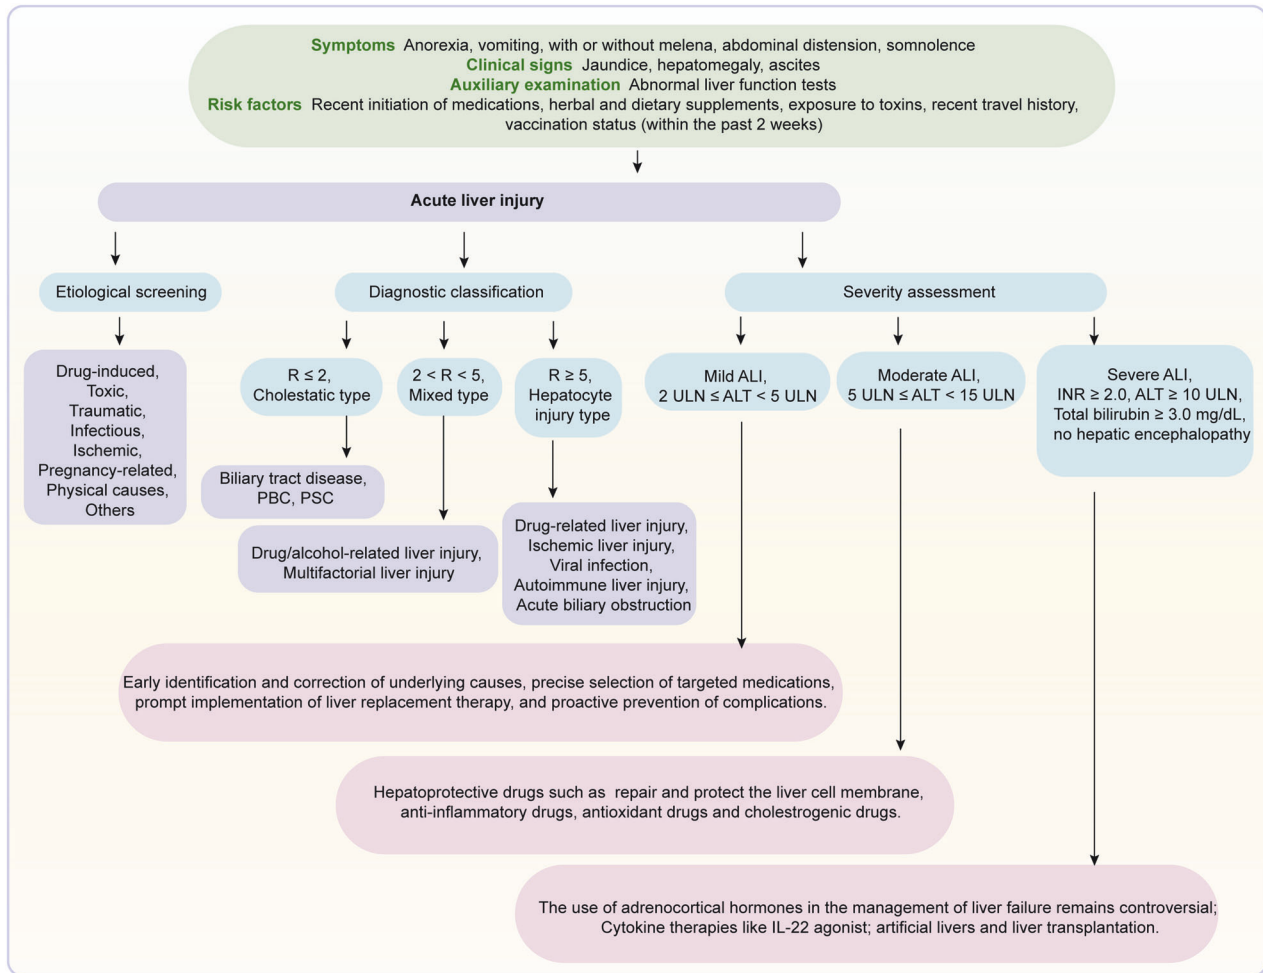 Symptoms Anorexia, vomiting, with or without melena, abdominal distension, somnolence
Clinical signs Jaundice, hepatomegaly, ascites
Auxiliary examination Abnormal liver function tests
Risk factors Recent initiation of medications, herbal and dietary supplements, exposure to toxins, recent travel history,
vaccination status (within the past 2 weeks)
Acute liver injury
Etiological screening
Diagnostic classification
Severity assessment
Drug-induced,
Toxic,
Traumatic,
Infectious,
Ischemic,
Pregnancy-related,
Physical causes,
Others
R ≤ 2,
Cholestatic type
2 < R < 5,
Mixed type
R ≥ 5,
Hepatocyte
injury type
Mild ALI,
2 ULN ≤ ALT < 5 ULN
Moderate ALI,
5 ULN ≤ ALT < 15 ULN
Severe ALI,
INR ≥ 2.0, ALT ≥ 10 ULN,
Total bilirubin ≥ 3.0 mg/dL,
no hepatic encephalopathy
Biliary tract disease,
PBC, PSC
Drug/alcohol-related liver injury,
Multifactorial liver injury
Drug-related liver injury,
Ischemic liver injury,
Viral infection,
Autoimmune liver injury,
Acute biliary obstruction
Early identification and correction of underlying causes, precise selection of targeted medications,
prompt implementation of liver replacement therapy, and proactive prevention of complications.
Hepatoprotective drugs such as repair and protect the liver cell membrane,
anti-inflammatory drugs, antioxidant drugs and cholestrogenic drugs.
The use of adrenocortical hormones in the management of liver failure remains controversial;
Cytokine therapies like IL-22 agonist; artificial livers and liver transplantation.